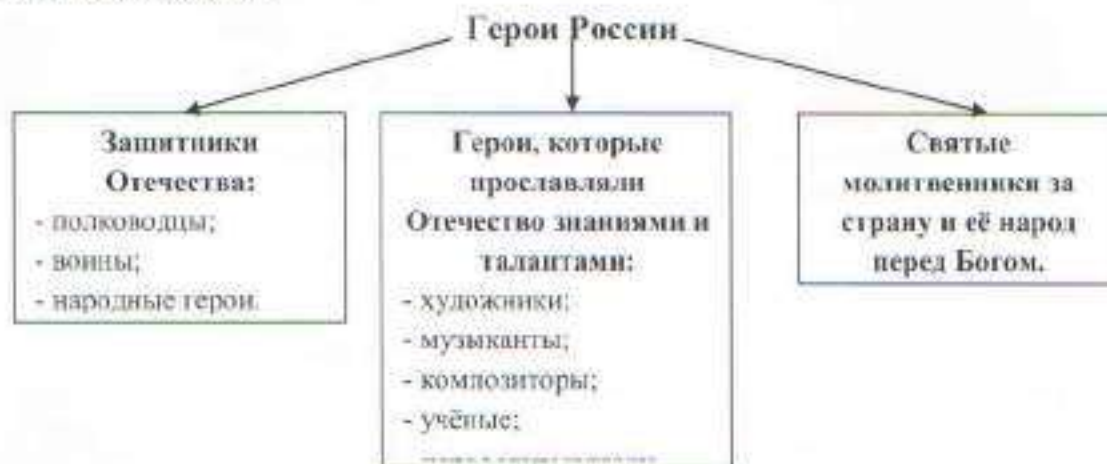 Герои России
Защитники
Отечества:
- полководцы;
- воины;
- народные герои.
Герои, которые
прославляли
Отечество знаниями и
талантами:
- художники;
- музыканты;
- композиторы;
- учёные;
Святые
молитвенники за
страну и её народ
перед Богом.